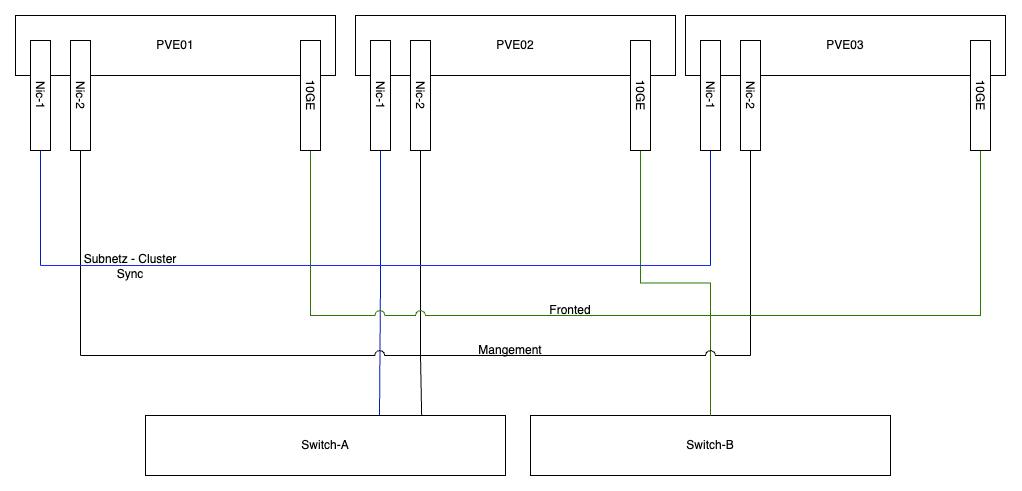 PVE01
PVE02
PVE03
Nic-1
Nic-2
10GE
Nic-1
Nic-2
10GE
Nic-1
Nic-2
10GE
Subnetz - Cluster
Sync
Fronted
Mangement
Switch-A
Switch-B